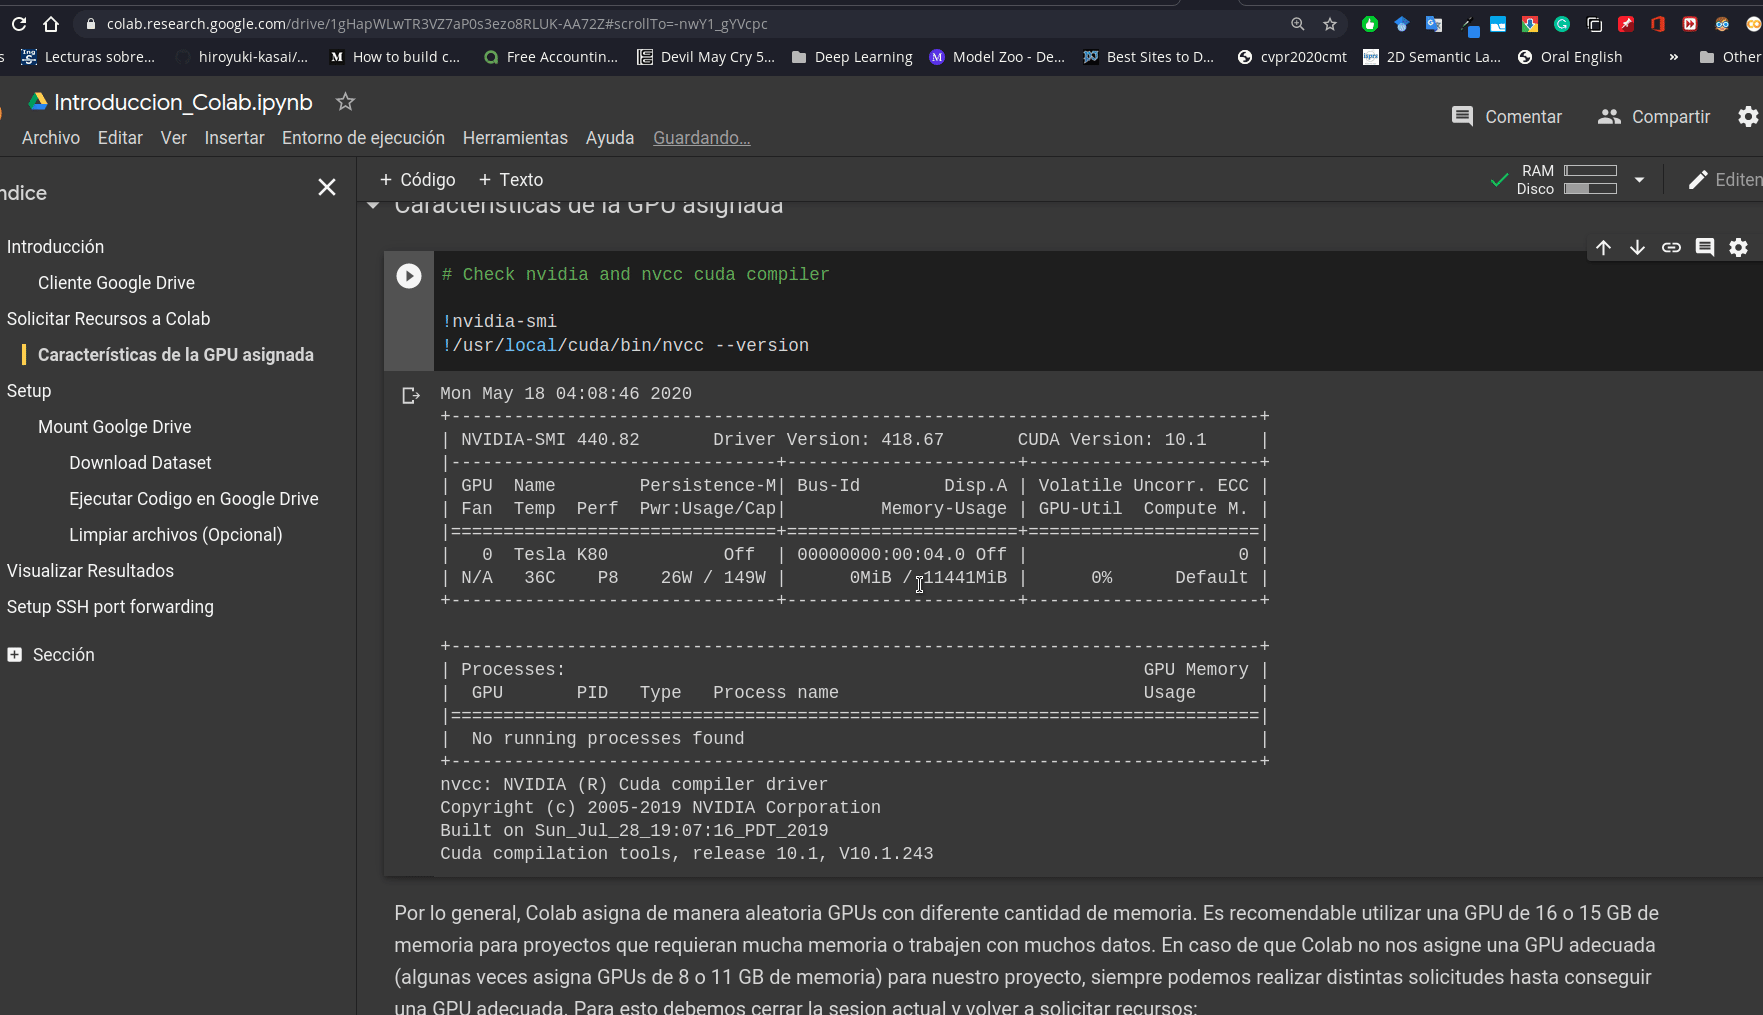 colab.research.google.com/drive/1gHapWLwTR3VZ7aP0s3ezo8RLUK-AA72Z#scrollTo=-nwY1_gYVcpc
s Lecturas sobre... hiroyuki-kasai/... How to build c... Free Accountin... Devil May Cry 5... Deep Learning Model Zoo - De... Best Sites to D... cvpr2020cmt 2D Semantic La... Oral English » Other
Introduccion_Colab.ipynb
Comentar Compartir
Archivo Editar Ver Insertar Entorno de ejecución Herramientas Ayuda Guardando...
ndice
+ Código + Texto
RAM
Disco
Editen
Características de la GPU asignada
Introducción
Cliente Google Drive
Solicitar Recursos a Colab
Características de la GPU asignada
Setup
Mount Goolge Drive
Download Dataset
Ejecutar Codigo en Google Drive
Limpiar archivos (Opcional)
Visualizar Resultados
Setup SSH port forwarding
Sección
# Check nvidia and nvcc cuda compiler
!nvidia-smi
!/usr/local/cuda/bin/nvcc --version
Mon May 18 04:08:46 2020
+-----------------------------------------------------------------------------+
| NVIDIA-SMI 440.82       Driver Version: 418.67       CUDA Version: 10.1     |
|-------------------------------+----------------------+----------------------+
| GPU  Name        Persistence-M| Bus-Id        Disp.A | Volatile Uncorr. ECC |
| Fan  Temp  Perf  Pwr:Usage/Cap|         Memory-Usage | GPU-Util  Compute M. |
|===============================+======================+======================|
|   0  Tesla K80           Off  | 00000000:00:04.0 Off |                    0 |
| N/A   36C    P8    26W / 149W |      0MiB / 11441MiB |      0%      Default |
+-------------------------------+----------------------+----------------------+
+-----------------------------------------------------------------------------+
| Processes:                                                       GPU Memory |
|  GPU       PID   Type   Process name                             Usage      |
|=============================================================================|
|  No running processes found                                                 |
+-----------------------------------------------------------------------------+
nvcc: NVIDIA (R) Cuda compiler driver
Copyright (c) 2005-2019 NVIDIA Corporation
Built on Sun_Jul_28_19:07:16_PDT_2019
Cuda compilation tools, release 10.1, V10.1.243
Por lo general, Colab asigna de manera aleatoria GPUs con diferente cantidad de memoria. Es recomendable utilizar una GPU de 16 o 15 GB de
memoria para proyectos que requieran mucha memoria o trabajen con muchos datos. En caso de que Colab no nos asigne una GPU adecuada
(algunas veces asigna GPUs de 8 o 11 GB de memoria) para nuestro proyecto, siempre podemos realizar distintas solicitudes hasta conseguir
una GPU adecuada. Para esto debemos cerrar la sesion actual y volver a solicitar recursos: